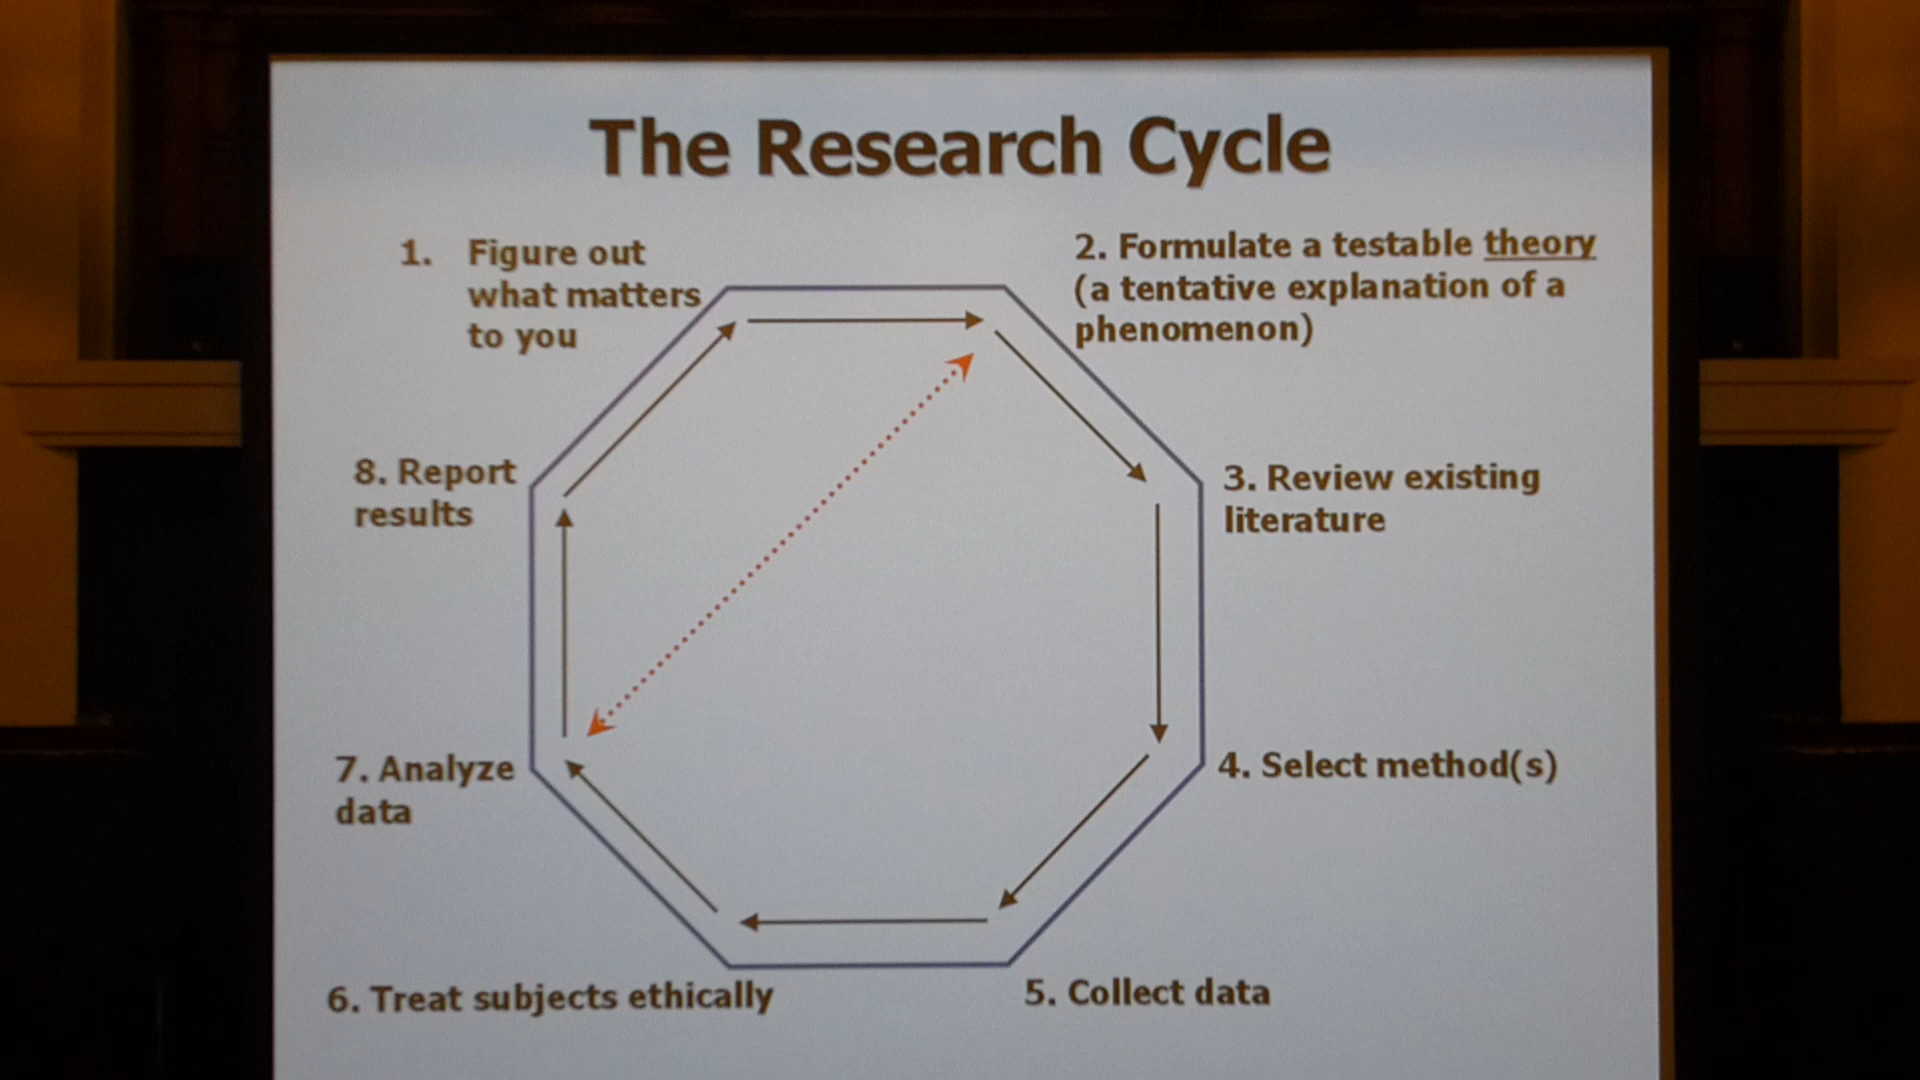 The Research Cycle
1. Figure out
what matters
to you
2. Formulate a testable theory
(a tentative explanation of a
phenomenon)
3. Review existing
literature
4. Select method(s)
5. Collect data
6. Treat subjects ethically
7. Analyze
data
8. Report
results